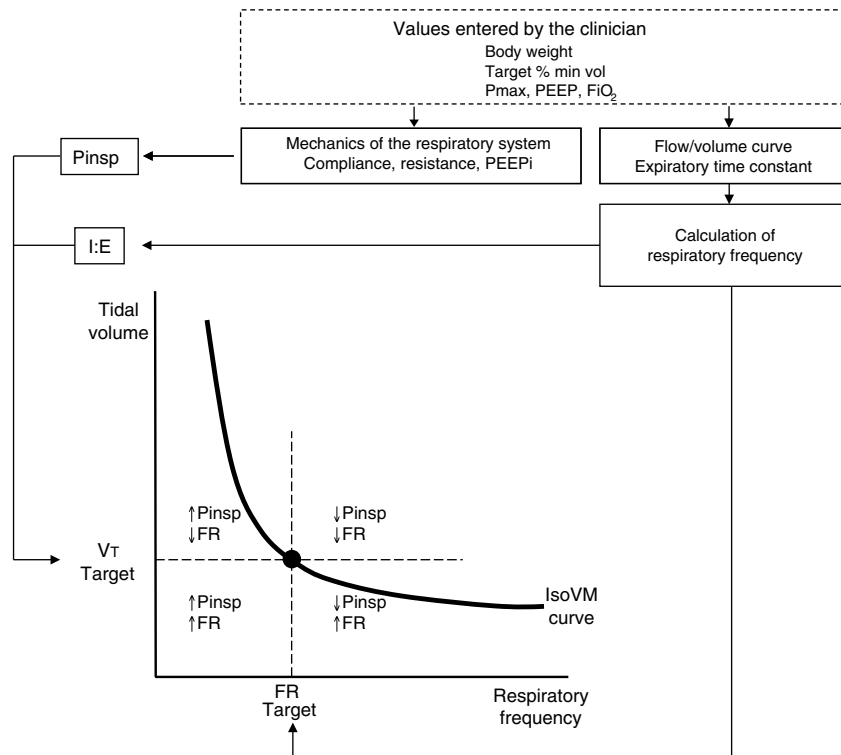 Values entered by the clinician
Body weight
Target % min vol
Pmax, PEEP, FiO2
Pinsp
Mechanics of the respiratory system
Compliance, resistance, PEEPi
Flow/volume curve
Expiratory time constant
I:E
Calculation of
respiratory frequency
Tidal
volume
↑Pinsp
↓FR
↓Pinsp
↓FR
VT
Target
↑Pinsp
↑FR
↓Pinsp
↑FR
IsoVM
curve
FR
Target
Respiratory
frequency